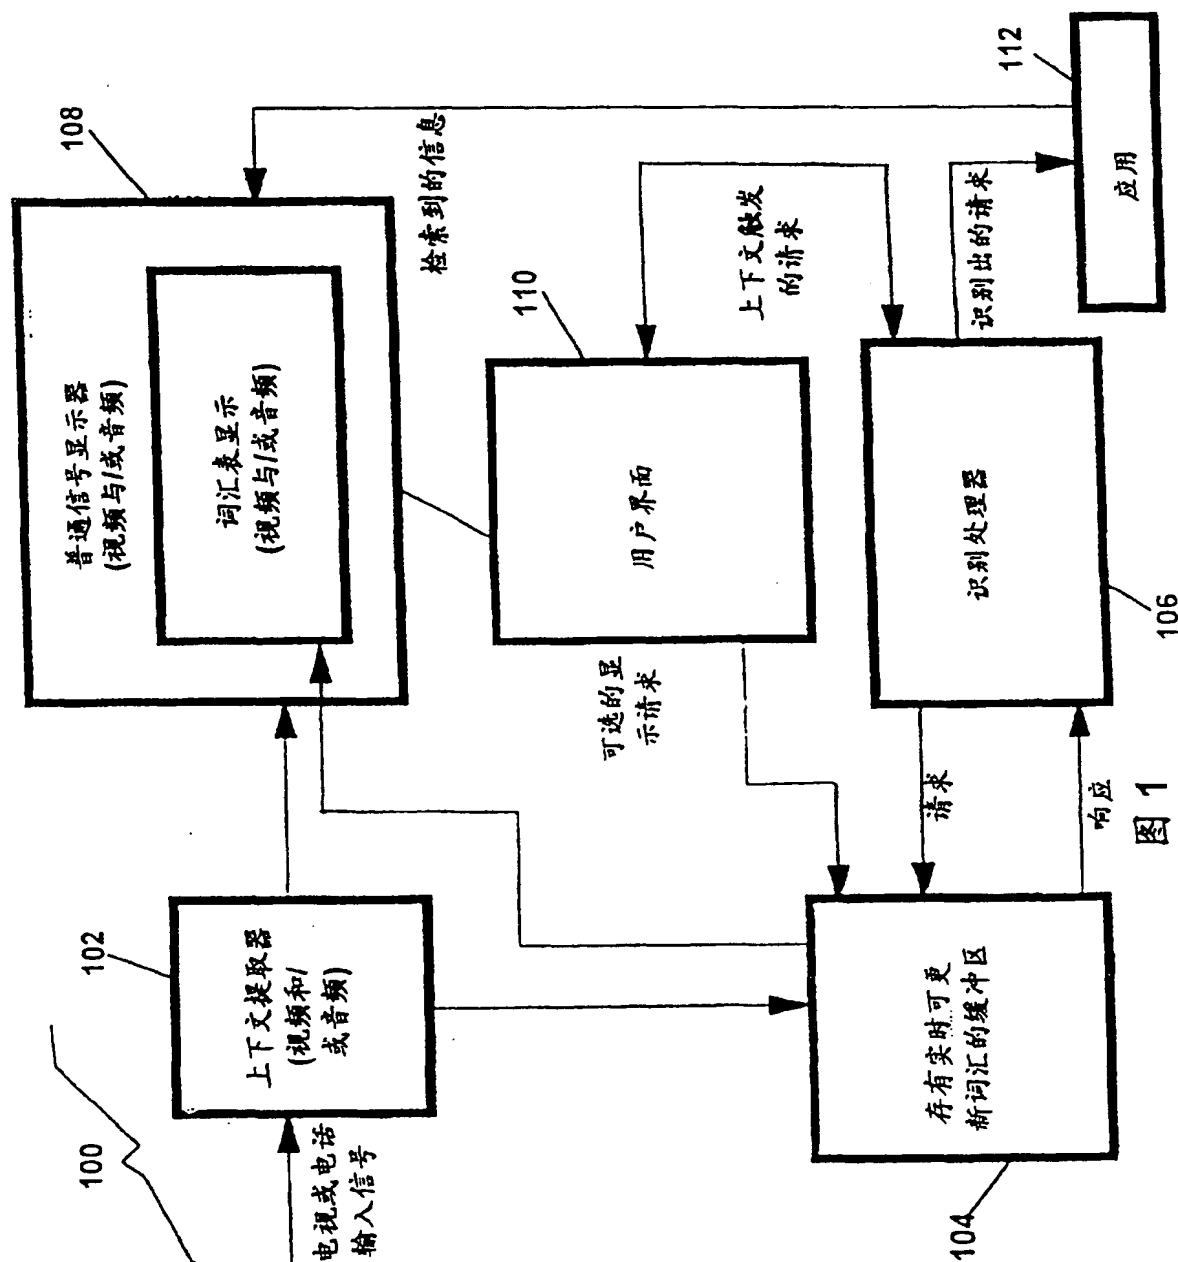 100
电视或电话
输入信号
102
上下文提取器
(视频和/
或音频)
108
普通信号显示器
(视频与/或音频)
词汇表显示
(视频与/或音频)
检索到的信息
110
用户界面
可选的显
示请求
上下文触发
的请求
104
存有实时可更
新词汇的缓冲区
请求
响应
106
识别处理器
识别出的请求
112
应用
图 1